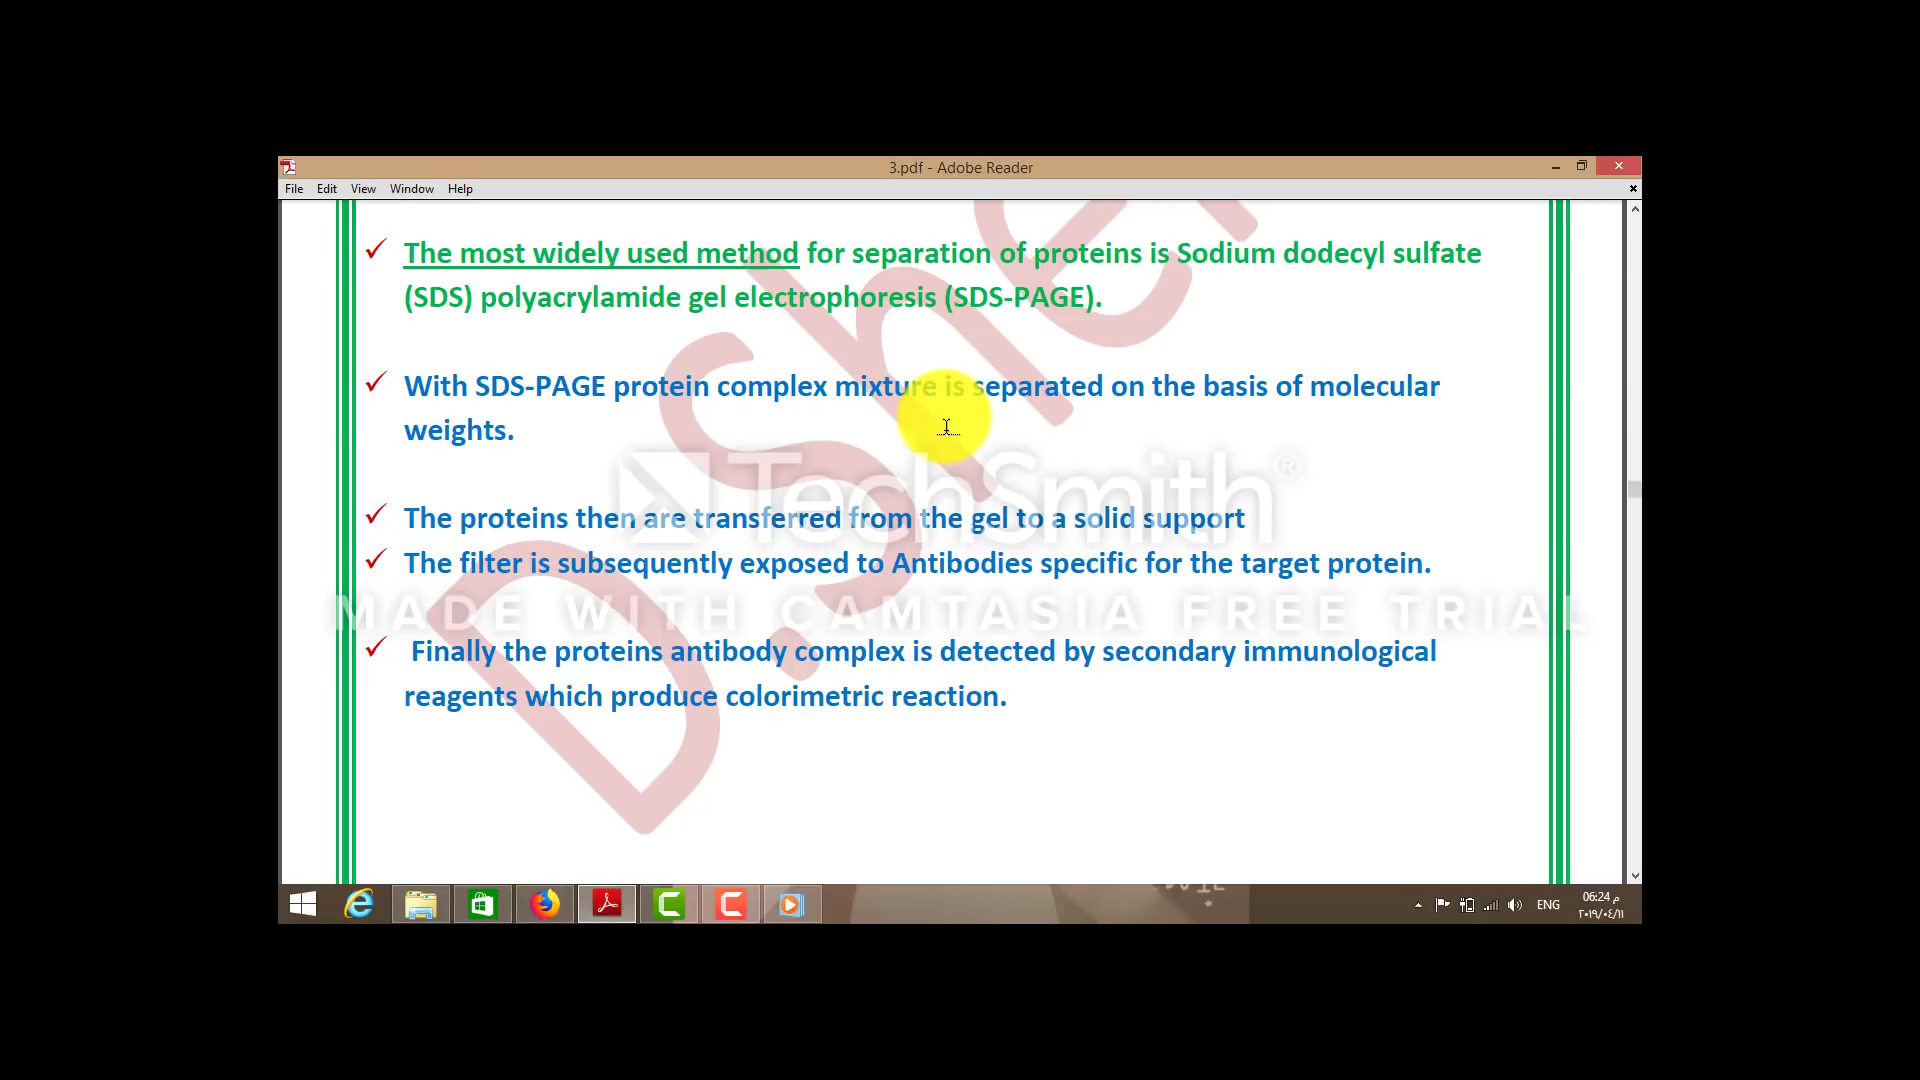 3.pdf - Adobe Reader
File Edit View Window Help
The most widely used method for separation of proteins is Sodium dodecyl sulfate
(SDS) polyacrylamide gel electrophoresis (SDS-PAGE).
With SDS-PAGE protein complex mixture is separated on the basis of molecular
weights.
The proteins then are transferred from the gel to a solid support
The filter is subsequently exposed to Antibodies specific for the target protein.
Finally the proteins antibody complex is detected by secondary immunological
reagents which produce colorimetric reaction.
D.Sher
TechSmith®
MADE WITH CAMTASIA FREE TRIAL
ENG
06:24 م
٢٠١٩/٠٤/١١